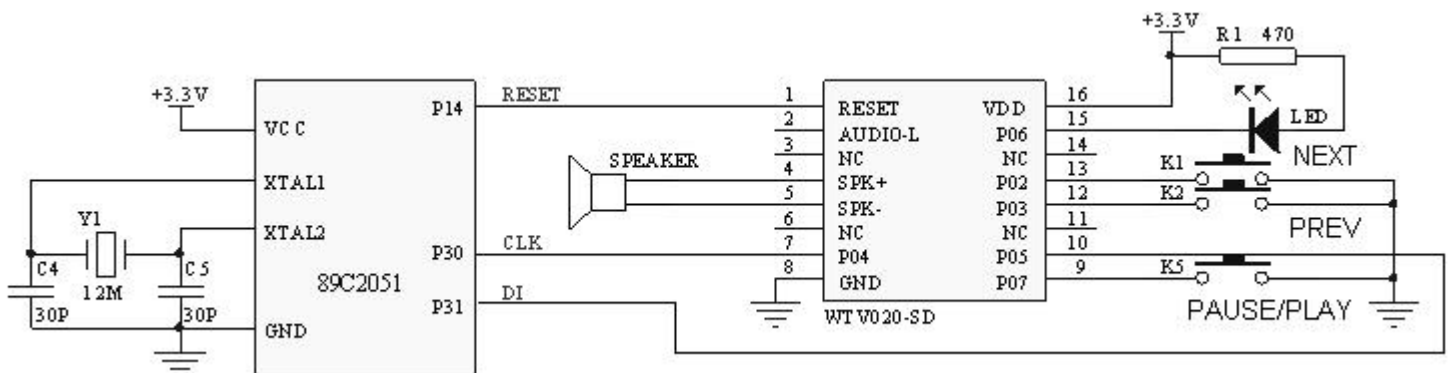 +3.3V
R1 470
+3.3V
P14
RESET
1
RESET
VDD
16
VCC
2
AUDIO-L
P06
15
LED
3
NC
NC
14
NEXT
SPEAKER
4
SPK+
P02
13
K1
XTAL1
5
SPK-
P03
12
K2
Y1
XTAL2
6
NC
NC
11
PREV
P30
CLK
7
P04
P05
10
C4
C5
12M
89C2051
8
GND
P07
9
K5
P31
DI
30P
30P
GND
WTV020-SD
PAUSE/PLAY